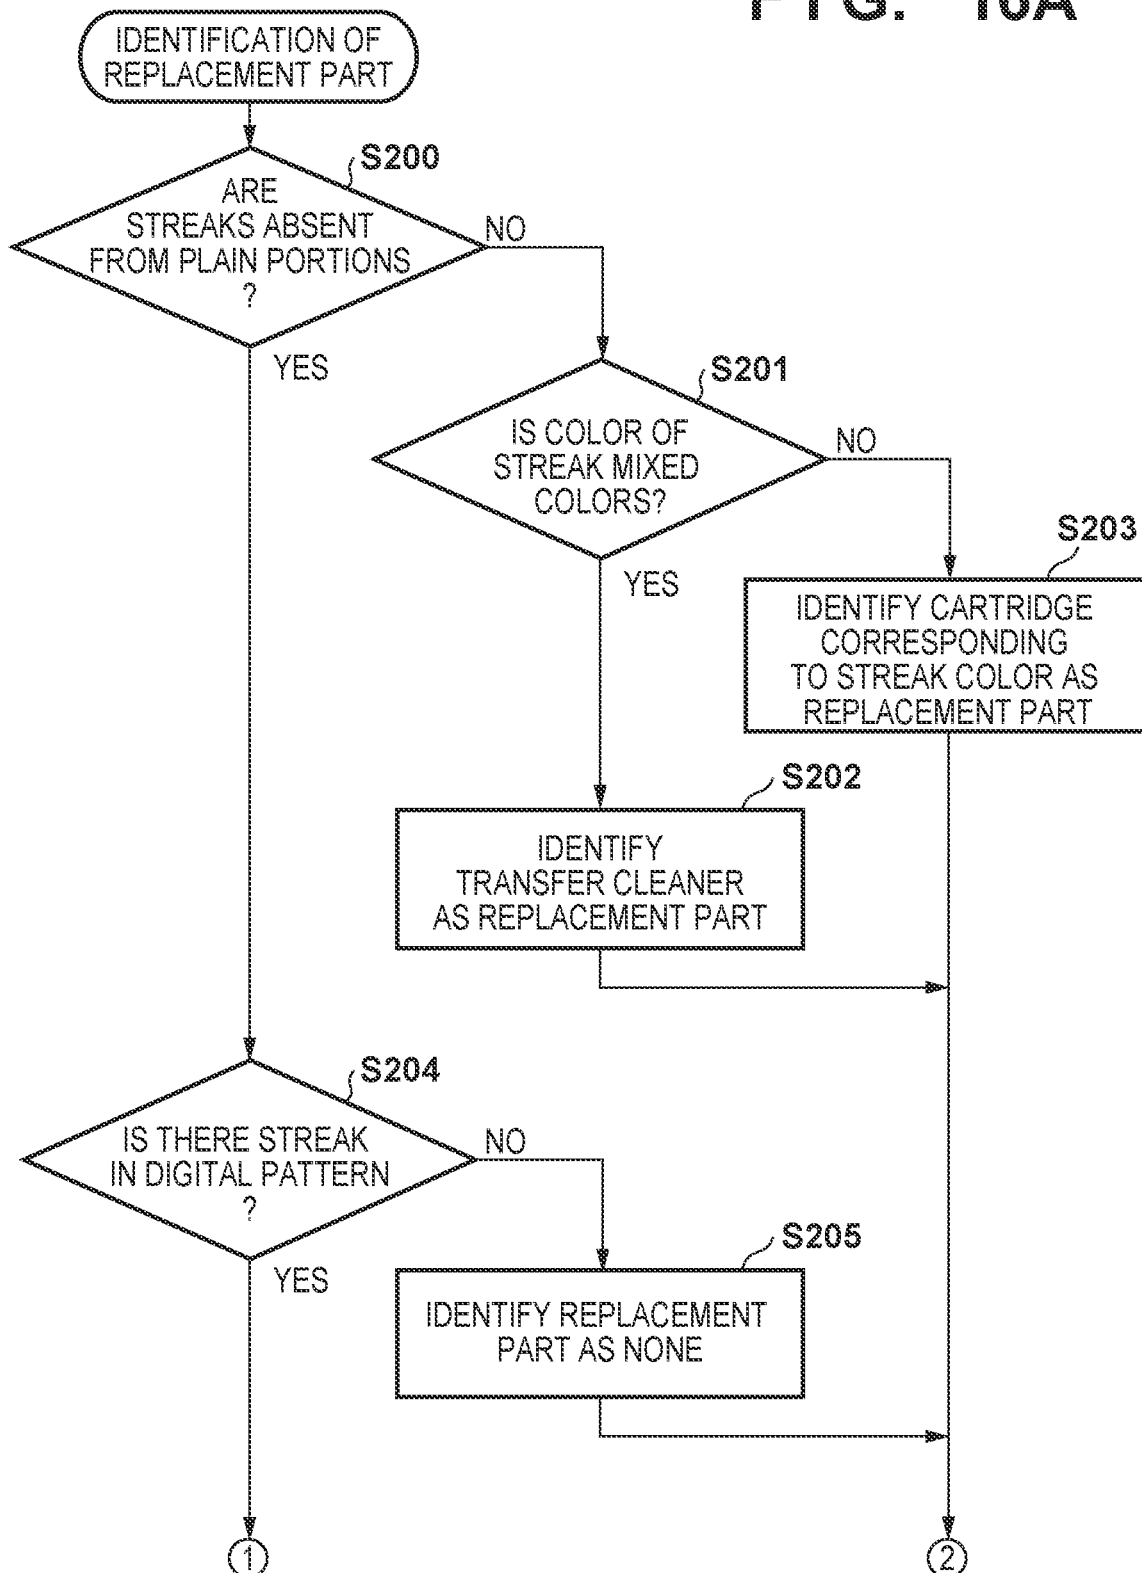 FIG. 10A
IDENTIFICATION OF
REPLACEMENT PART
S200
ARE
STREAKS ABSENT
FROM PLAIN PORTIONS
?
NO
YES
S201
IS COLOR OF
STREAK MIXED
COLORS?
NO
YES
S203
IDENTIFY CARTRIDGE
CORRESPONDING
TO STREAK COLOR AS
REPLACEMENT PART
S202
IDENTIFY
TRANSFER CLEANER
AS REPLACEMENT PART
S204
IS THERE STREAK
IN DIGITAL PATTERN
?
NO
YES
S205
IDENTIFY REPLACEMENT
PART AS NONE
1
2